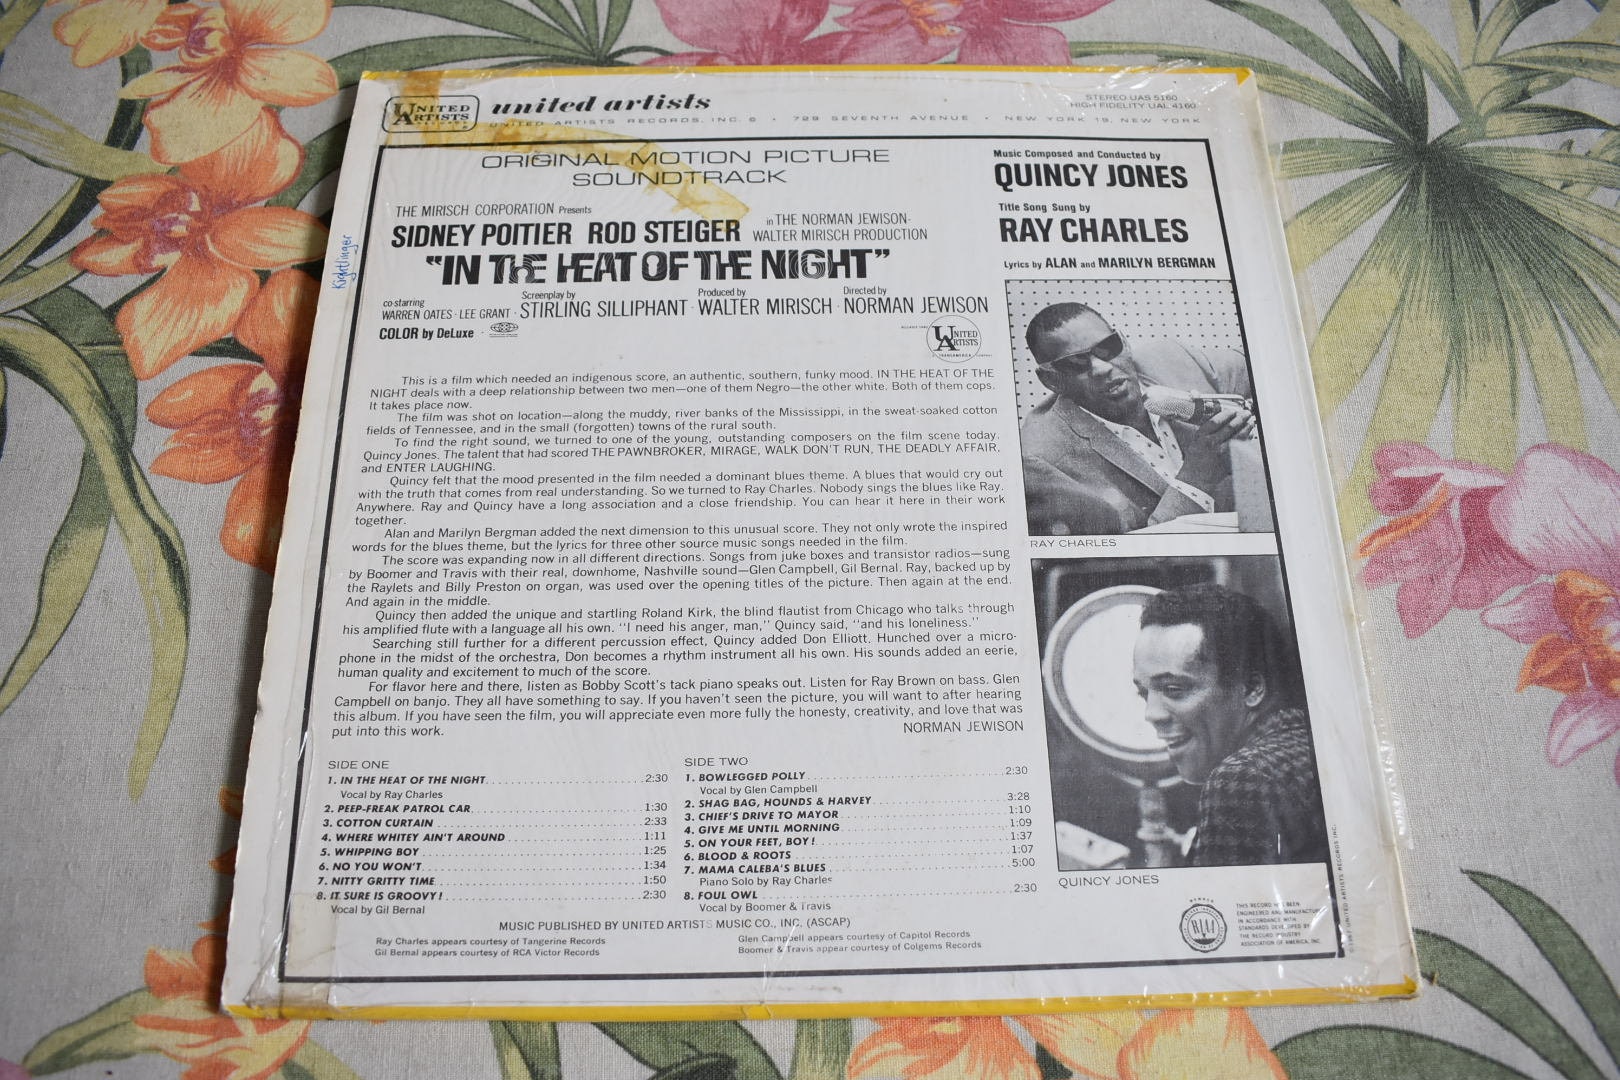 UNITED ARTISTS RECORDS
united artists
STEREO UAS 5160
HIGH FIDELITY UAL 4160
UNITED ARTISTS RECORDS, INC. • 729 SEVENTH AVENUE • NEW YORK 19, NEW YORK
ORIGINAL MOTION PICTURE
SOUNDTRACK
THE MIRISCH CORPORATION Presents
SIDNEY POITIER ROD STEIGER
in THE NORMAN JEWISON-
WALTER MIRISCH PRODUCTION
"IN THE HEAT OF THE NIGHT"
co-starring
WARREN OATES · LEE GRANT ·
Screenplay by
STIRLING SILLIPHANT ·
Produced by
WALTER MIRISCH ·
Directed by
NORMAN JEWISON
COLOR by DeLuxe ·
UNITED ARTISTS
Music Composed and Conducted by
QUINCY JONES
Title Song Sung by
RAY CHARLES
Lyrics by ALAN and MARILYN BERGMAN
Kightlinger
This is a film which needed an indigenous score, an authentic, southern, funky mood. IN THE HEAT OF THE
NIGHT deals with a deep relationship between two men—one of them Negro—the other white. Both of them cops.
It takes place now.
The film was shot on location—along the muddy, river banks of the Mississippi, in the sweat-soaked cotton
fields of Tennessee, and in the small (forgotten) towns of the rural south.
To find the right sound, we turned to one of the young, outstanding composers on the film scene today.
Quincy Jones. The talent that had scored THE PAWNBROKER, MIRAGE, WALK DON'T RUN, THE DEADLY AFFAIR,
and ENTER LAUGHING.
Quincy felt that the mood presented in the film needed a dominant blues theme. A blues that would cry out
with the truth that comes from real understanding. So we turned to Ray Charles. Nobody sings the blues like Ray.
Anywhere. Ray and Quincy have a long association and a close friendship. You can hear it here in their work
together.
Alan and Marilyn Bergman added the next dimension to this unusual score. They not only wrote the inspired
words for the blues theme, but the lyrics for three other source music songs needed in the film.
The score was expanding now in all different directions. Songs from juke boxes and transistor radios—sung
by Boomer and Travis with their real, downhome, Nashville sound—Glen Campbell, Gil Bernal. Ray, backed up by
the Raylets and Billy Preston on organ, was used over the opening titles of the picture. Then again at the end.
And again in the middle.
Quincy then added the unique and startling Roland Kirk, the blind flautist from Chicago who talks through
his amplified flute with a language all his own. "I need his anger, man," Quincy said, "and his loneliness."
Searching still further for a different percussion effect, Quincy added Don Elliott. Hunched over a micro-
phone in the midst of the orchestra, Don becomes a rhythm instrument all his own. His sounds added an eerie,
human quality and excitement to much of the score.
For flavor here and there, listen as Bobby Scott's tack piano speaks out. Listen for Ray Brown on bass. Glen
Campbell on banjo. They all have something to say. If you haven't seen the picture, you will want to after hearing
this album. If you have seen the film, you will appreciate even more fully the honesty, creativity, and love that was
put into this work.
NORMAN JEWISON
RAY CHARLES
QUINCY JONES
SIDE ONE
1. IN THE HEAT OF THE NIGHT 2:30
Vocal by Ray Charles
2. PEEP-FREAK PATROL CAR 1:30
3. COTTON CURTAIN 2:33
4. WHERE WHITEY AIN'T AROUND 1:11
5. WHIPPING BOY 1:25
6. NO YOU WON'T 1:34
7. NITTY GRITTY TIME 1:50
8. IT SURE IS GROOVY! 2:30
Vocal by Gil Bernal
SIDE TWO
1. BOWLEGGED POLLY 2:30
Vocal by Glen Campbell
2. SHAG BAG, HOUNDS & HARVEY 3:28
3. CHIEF'S DRIVE TO MAYOR 1:10
4. GIVE ME UNTIL MORNING 1:09
5. ON YOUR FEET, BOY! 1:37
6. BLOOD & ROOTS 1:07
7. MAMA CALEBA'S BLUES 5:00
Piano Solo by Ray Charles
8. FOUL OWL 2:30
Vocal by Boomer & Travis
MUSIC PUBLISHED BY UNITED ARTISTS MUSIC CO., INC. (ASCAP)
Ray Charles appears courtesy of Tangerine Records
Gil Bernal appears courtesy of RCA Victor Records
Glen Campbell appears courtesy of Capitol Records
Boomer & Travis appear courtesy of Colgems Records
RIAA
THIS RECORD HAS BEEN
ENGINEERED AND MANUFACTURED
IN ACCORDANCE WITH
STANDARDS DEVELOPED BY
THE RECORD INDUSTRY
ASSOCIATION OF AMERICA, INC.
©1967 UNITED ARTISTS RECORDS INC.